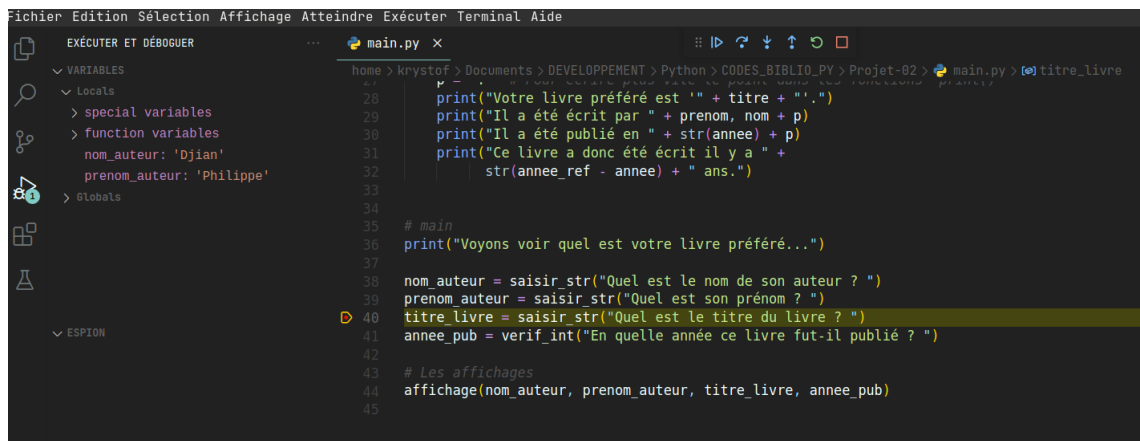 Fichier Edition Sélection Affichage Atteindre Exécuter Terminal Aide
EXÉCUTER ET DÉBOGUER ···
main.py ×
home > krystof > Documents > DEVELOPPEMENT > Python > CODES_BIBLIO_PY > Projet-02 > main.py > titre_livre
VARIABLES
Locals
> special variables
> function variables
nom_auteur: 'Djian'
prenom_auteur: 'Philippe'
> Globals
1
ESPION
28 print("Votre livre préféré est '" + titre + "'.")
29 print("Il a été écrit par " + prenom, nom + p)
30 print("Il a été publié en " + str(annee) + p)
31 print("Ce livre a donc été écrit il y a " +
32 str(annee_ref - annee) + " ans.")
33
34
35 # main
36 print("Voyons voir quel est votre livre préféré...")
37
38 nom_auteur = saisir_str("Quel est le nom de son auteur ? ")
39 prenom_auteur = saisir_str("Quel est son prénom ? ")
40 titre_livre = saisir_str("Quel est le titre du livre ? ")
41 annee_pub = verif_int("En quelle année ce livre fut-il publié ? ")
42
43 # Les affichages
44 affichage(nom_auteur, prenom_auteur, titre_livre, annee_pub)
45